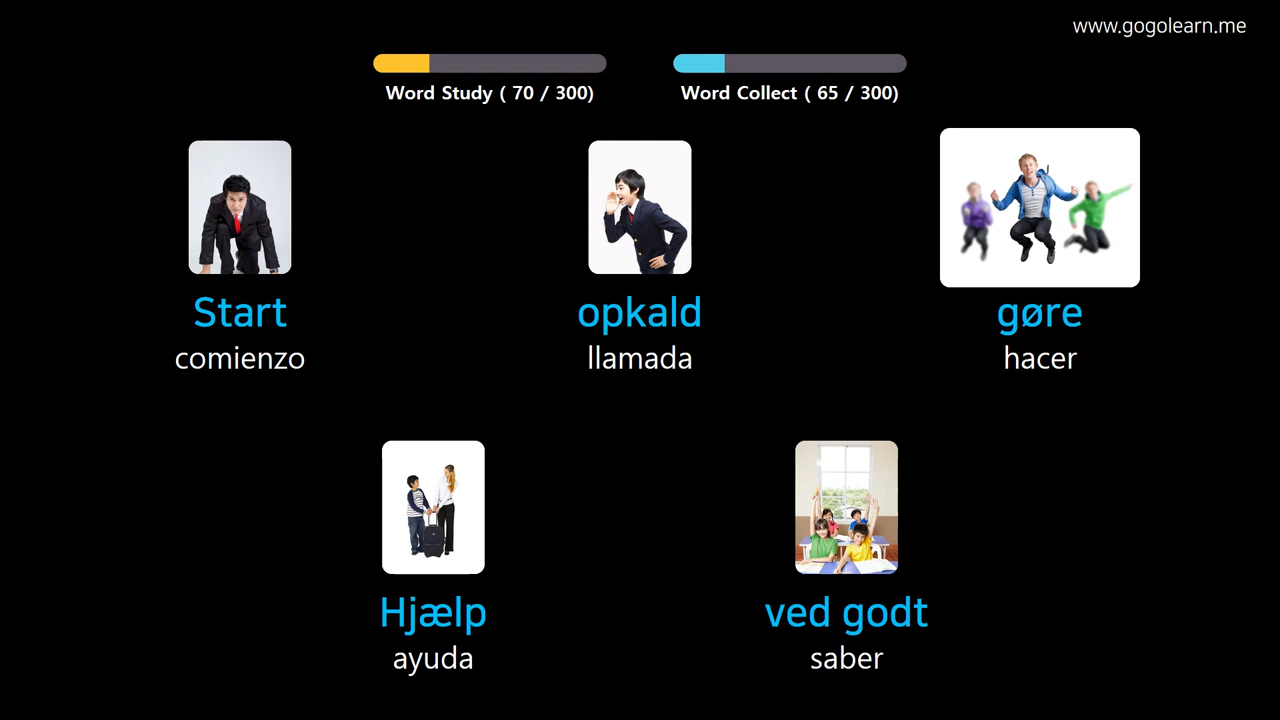 www.gogolearn.me
Word Study ( 70 / 300)
Word Collect ( 65 / 300)
Start
comienzo
opkald
llamada
gøre
hacer
Hjælp
ayuda
ved godt
saber